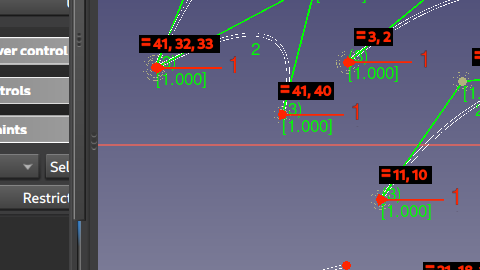 ver control
trols
aints
Sel
Restrict
= 41, 32, 33
1
[1.000]
2
= 3, 2
1
[1.000]
= 41, 40
3)
1
[1.000]
= 11, 10
1
[1.000]